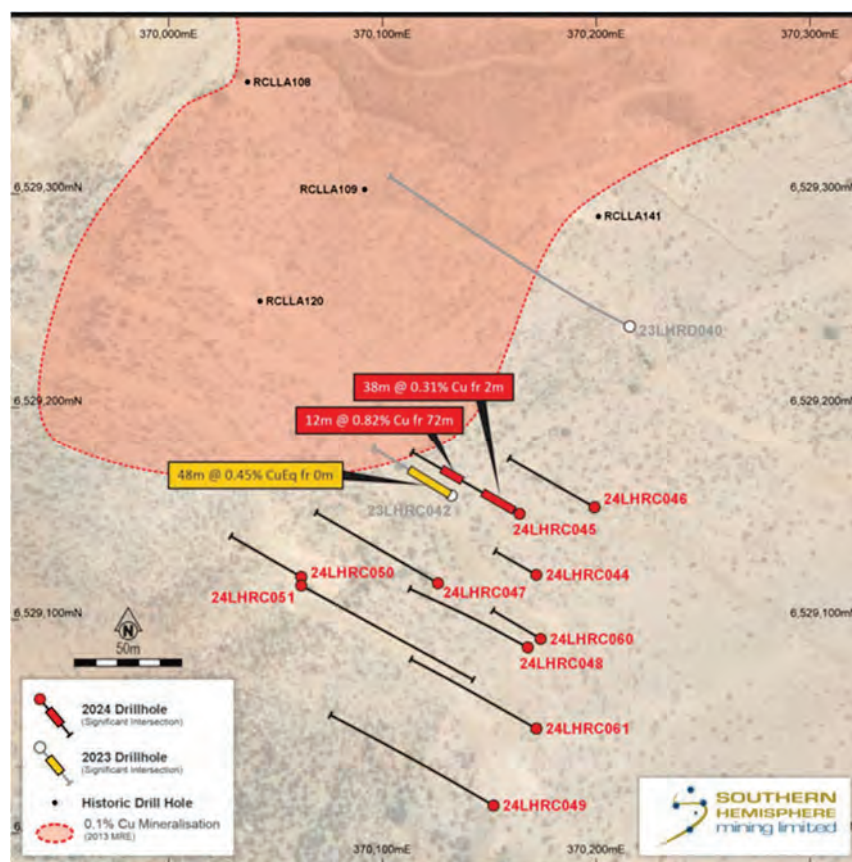 370,000mE
370,100mE
370,200mE
370,300mE
RCLLA108
6,529,300mN
RCLLA109
6,529,300mN
RCLLA141
RCLLA120
23LHRD040
38m @ 0.31% Cu fr 2m
6,529,200mN
12m @ 0.82% Cu fr 72m
6,529,200mN
48m @ 0.45% CuEq fr 0m
24LHRC046
23LHRC042
24LHRC045
24LHRC050
24LHRC044
24LHRC051
24LHRC047
6,529,100mN
6,529,100mN
24LHRC060
24LHRC048
N
50m
24LHRC061
2024 Drillhole
(Significant Intersection)
2023 Drillhole
(Significant Intersection)
Historic Drill Hole
0.1% Cu Mineralisation
(2013 MRE)
24LHRC049
SOUTHERN
HEMISPHERE
mining limited
370,100mE
370,200mE